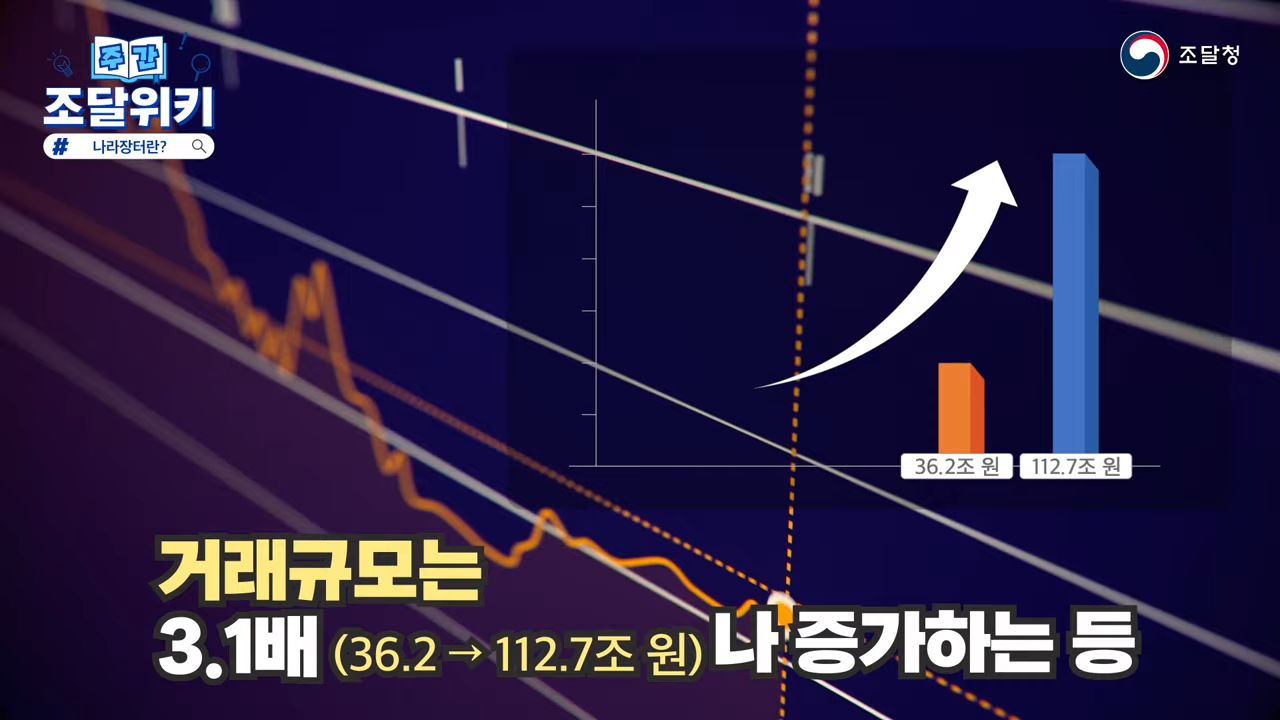 주간
조달위키
# 나라장터란?
조달청
36.2조 원
112.7조 원
거래규모는
3.1배 (36.2→112.7조 원)나 증가하는 등